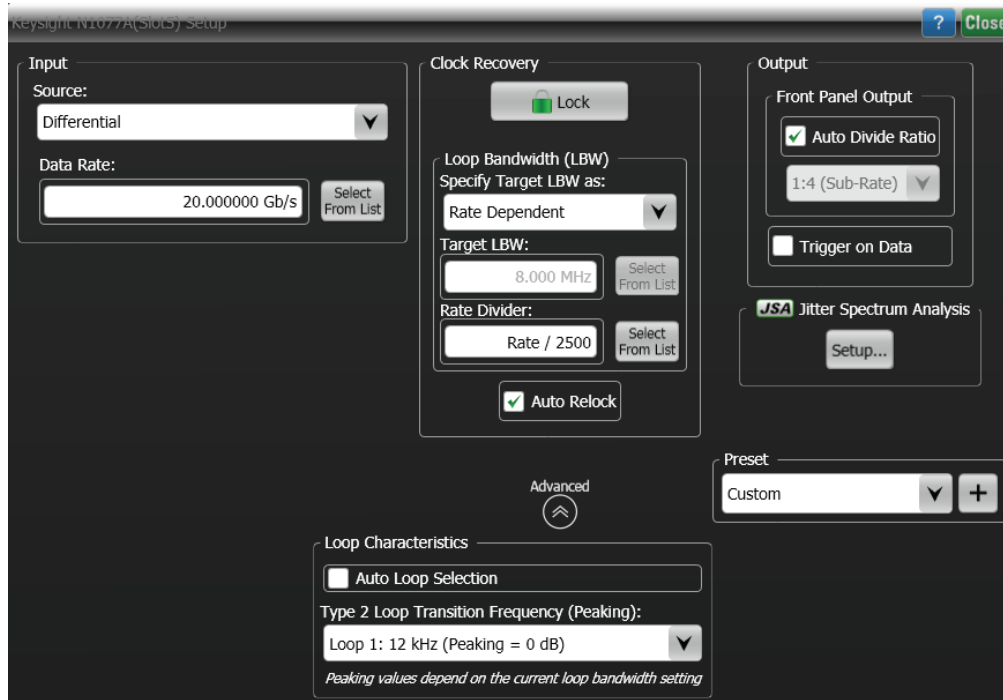 Keysight N1077A(Slot5) Setup
?
Close
Input
Source:
Differential
Data Rate:
20.000000 Gb/s
Select
From List
Clock Recovery
Lock
Loop Bandwidth (LBW)
Specify Target LBW as:
Rate Dependent
Target LBW:
8.000 MHz
Select
From List
Rate Divider:
Rate / 2500
Select
From List
Auto Relock
Output
Front Panel Output
Auto Divide Ratio
1:4 (Sub-Rate)
Trigger on Data
JSA Jitter Spectrum Analysis
Setup...
Preset
Custom
+
Advanced
Loop Characteristics
Auto Loop Selection
Type 2 Loop Transition Frequency (Peaking):
Loop 1: 12 kHz (Peaking = 0 dB)
Peaking values depend on the current loop bandwidth setting